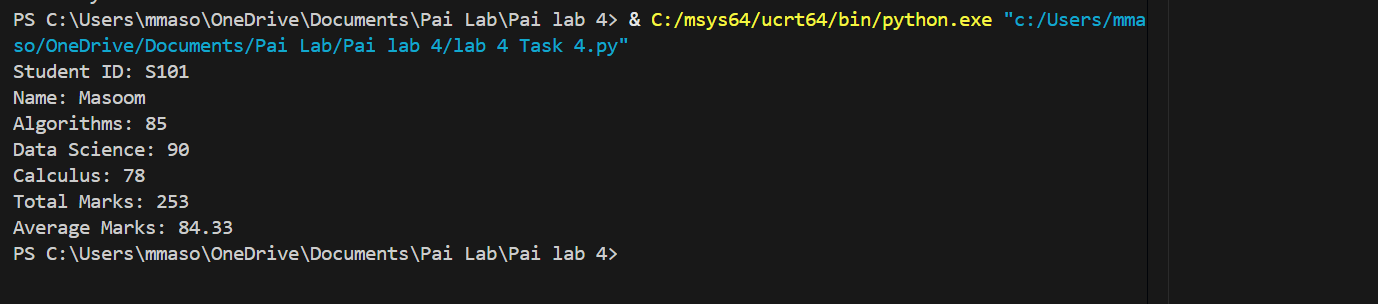 PS C:\Users\mmaso\OneDrive\Documents\Pai Lab\Pai lab 4> & C:/msys64/ucrt64/bin/python.exe "c:/Users/mma
so/OneDrive/Documents/Pai Lab/Pai lab 4/lab 4 Task 4.py"
Student ID: S101
Name: Masoom
Algorithms: 85
Data Science: 90
Calculus: 78
Total Marks: 253
Average Marks: 84.33
PS C:\Users\mmaso\OneDrive\Documents\Pai Lab\Pai lab 4>